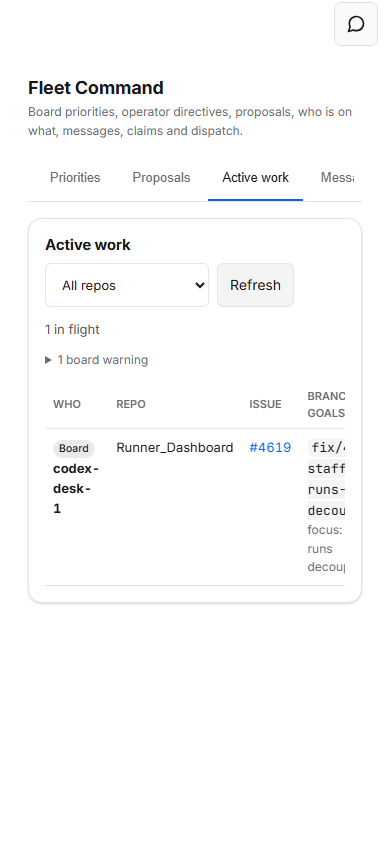 Fleet Command
Board priorities, operator directives, proposals, who is on
what, messages, claims and dispatch.
Priorities Proposals Active work
Active work
All repos Refresh
1 in flight
1 board warning
WHO REPO ISSUE
GOALS
Board Runner_Dashboard #4619
codex-
desk-
1
runs-
focus:
runs